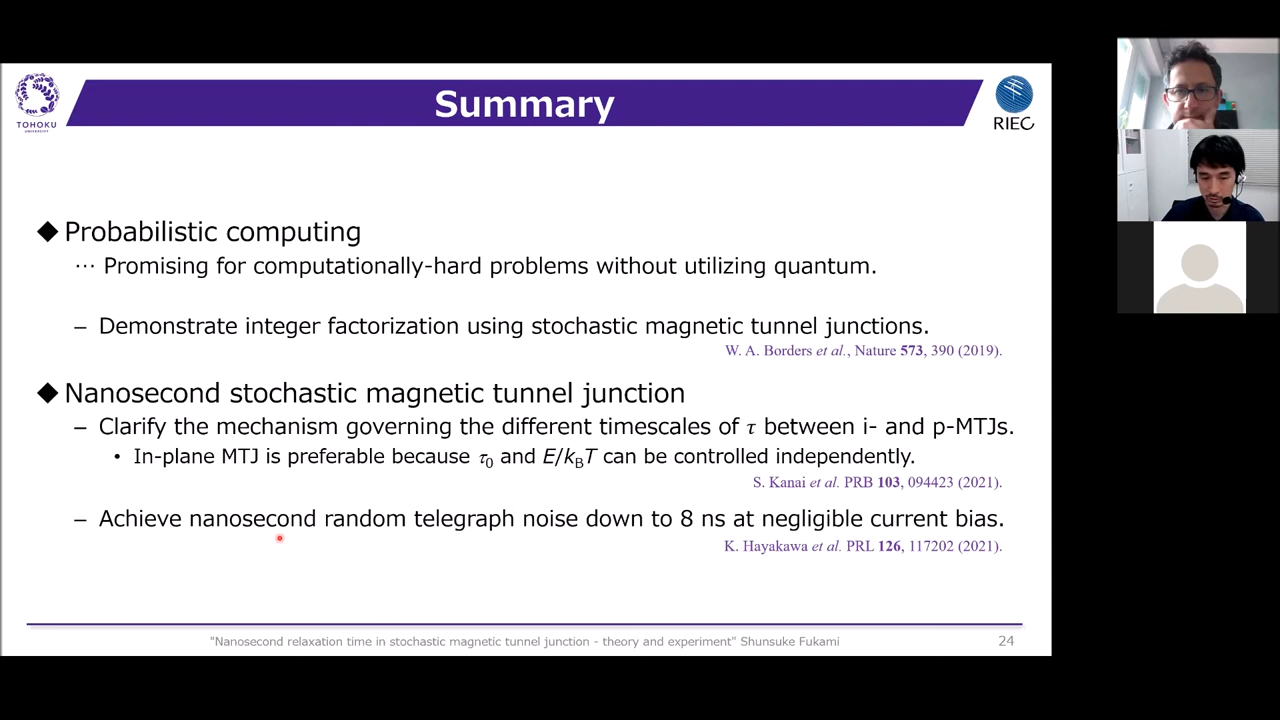 Summary
TOHOKU
UNIVERSITY
RIEC
◆Probabilistic computing
… Promising for computationally-hard problems without utilizing quantum.
– Demonstrate integer factorization using stochastic magnetic tunnel junctions.
W. A. Borders et al., Nature 573, 390 (2019).
◆Nanosecond stochastic magnetic tunnel junction
– Clarify the mechanism governing the different timescales of τ between i- and p-MTJs.
• In-plane MTJ is preferable because τ₀ and E/k_BT can be controlled independently.
S. Kanai et al. PRB 103, 094423 (2021).
– Achieve nanosecond random telegraph noise down to 8 ns at negligible current bias.
K. Hayakawa et al. PRL 126, 117202 (2021).
"Nanosecond relaxation time in stochastic magnetic tunnel junction - theory and experiment" Shunsuke Fukami
24